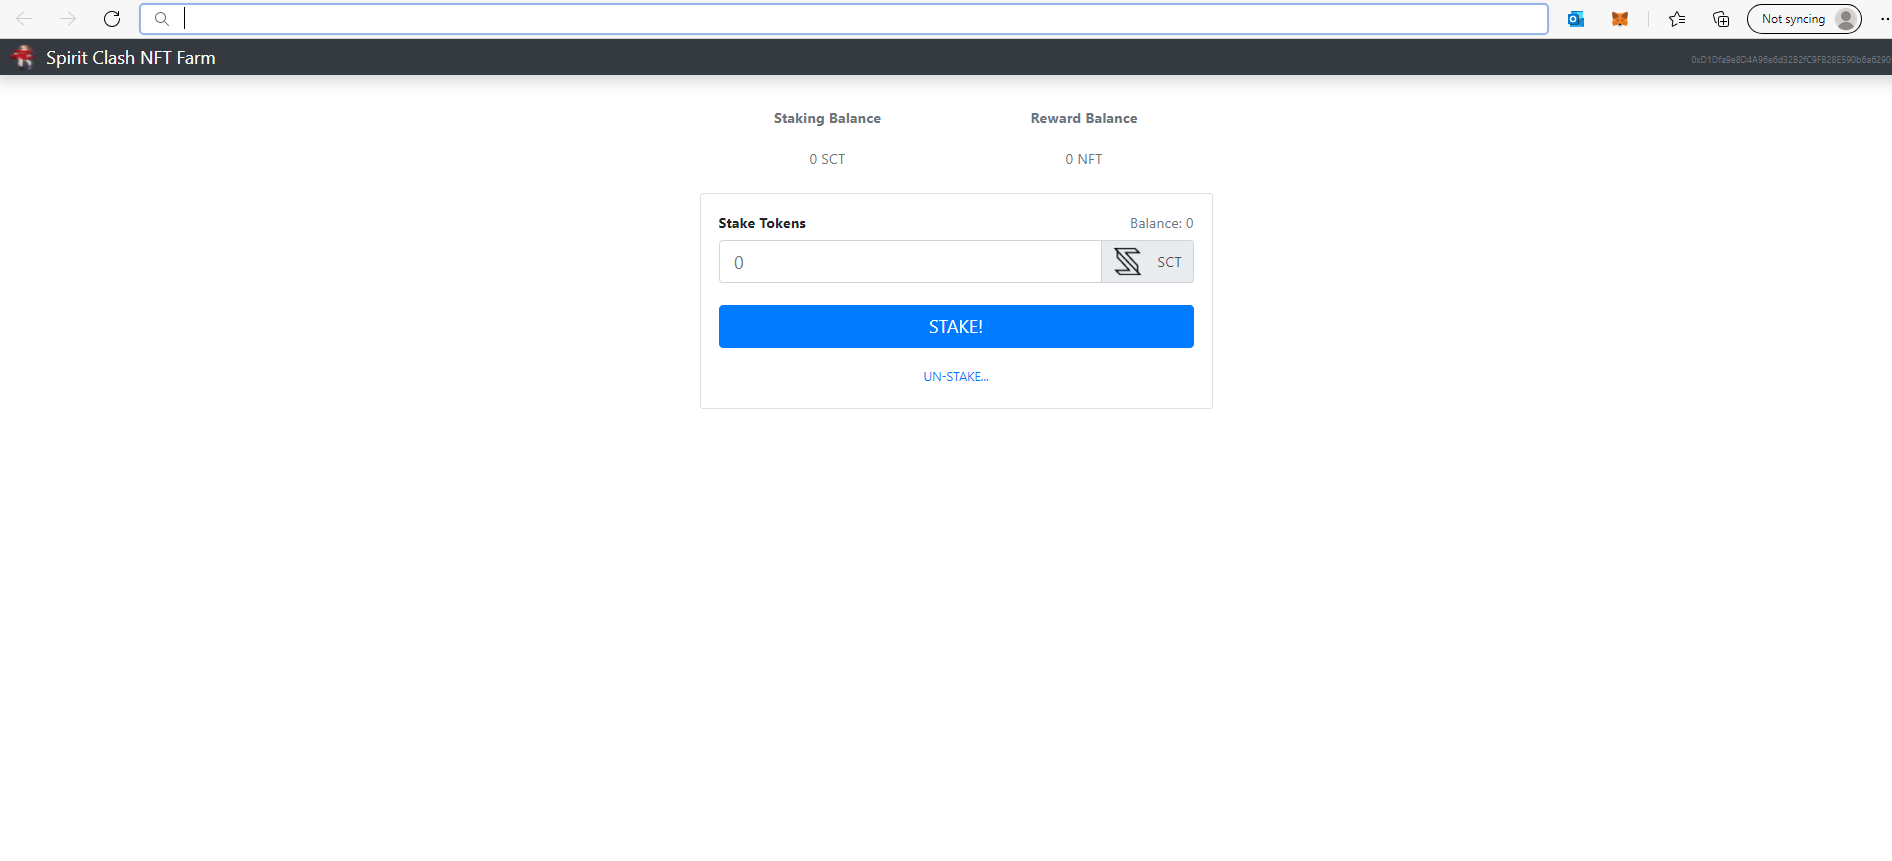 Not syncing
Spirit Clash NFT Farm
Staking Balance
Reward Balance
0 SCT
0 NFT
Stake Tokens
Balance: 0
0
SCT
STAKE!
UN-STAKE...